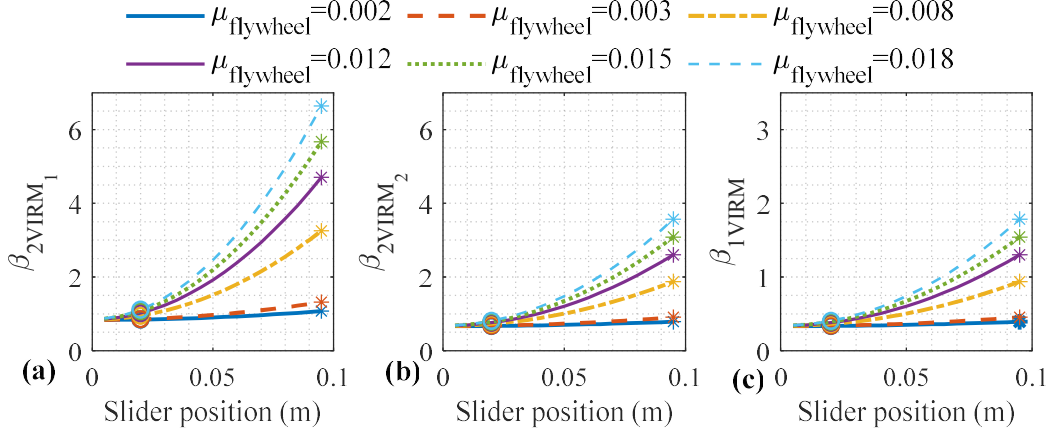 μflywheel=0.002 μflywheel=0.003 μflywheel=0.008
μflywheel=0.012 μflywheel=0.015 μflywheel=0.018
6
4
2
0
β2VIRM1
0 0.05 0.1
Slider position (m)
(a)
6
4
2
0
β2VIRM2
0 0.05 0.1
Slider position (m)
(b)
3
2
1
0
β1VIRM
0 0.05 0.1
Slider position (m)
(c)